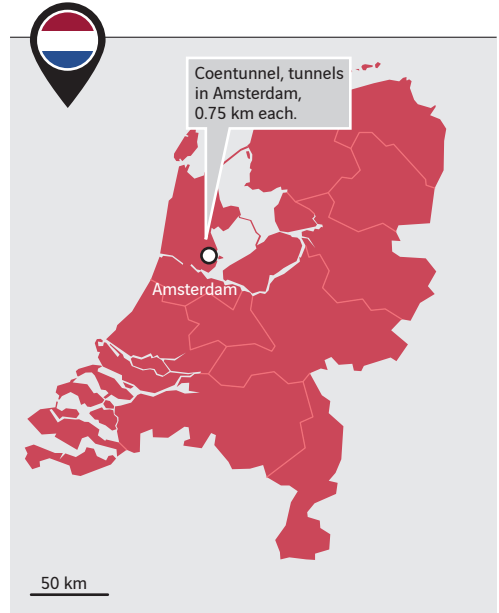 Coentunnel, tunnels
in Amsterdam,
0.75 km each.
Amsterdam
50 km